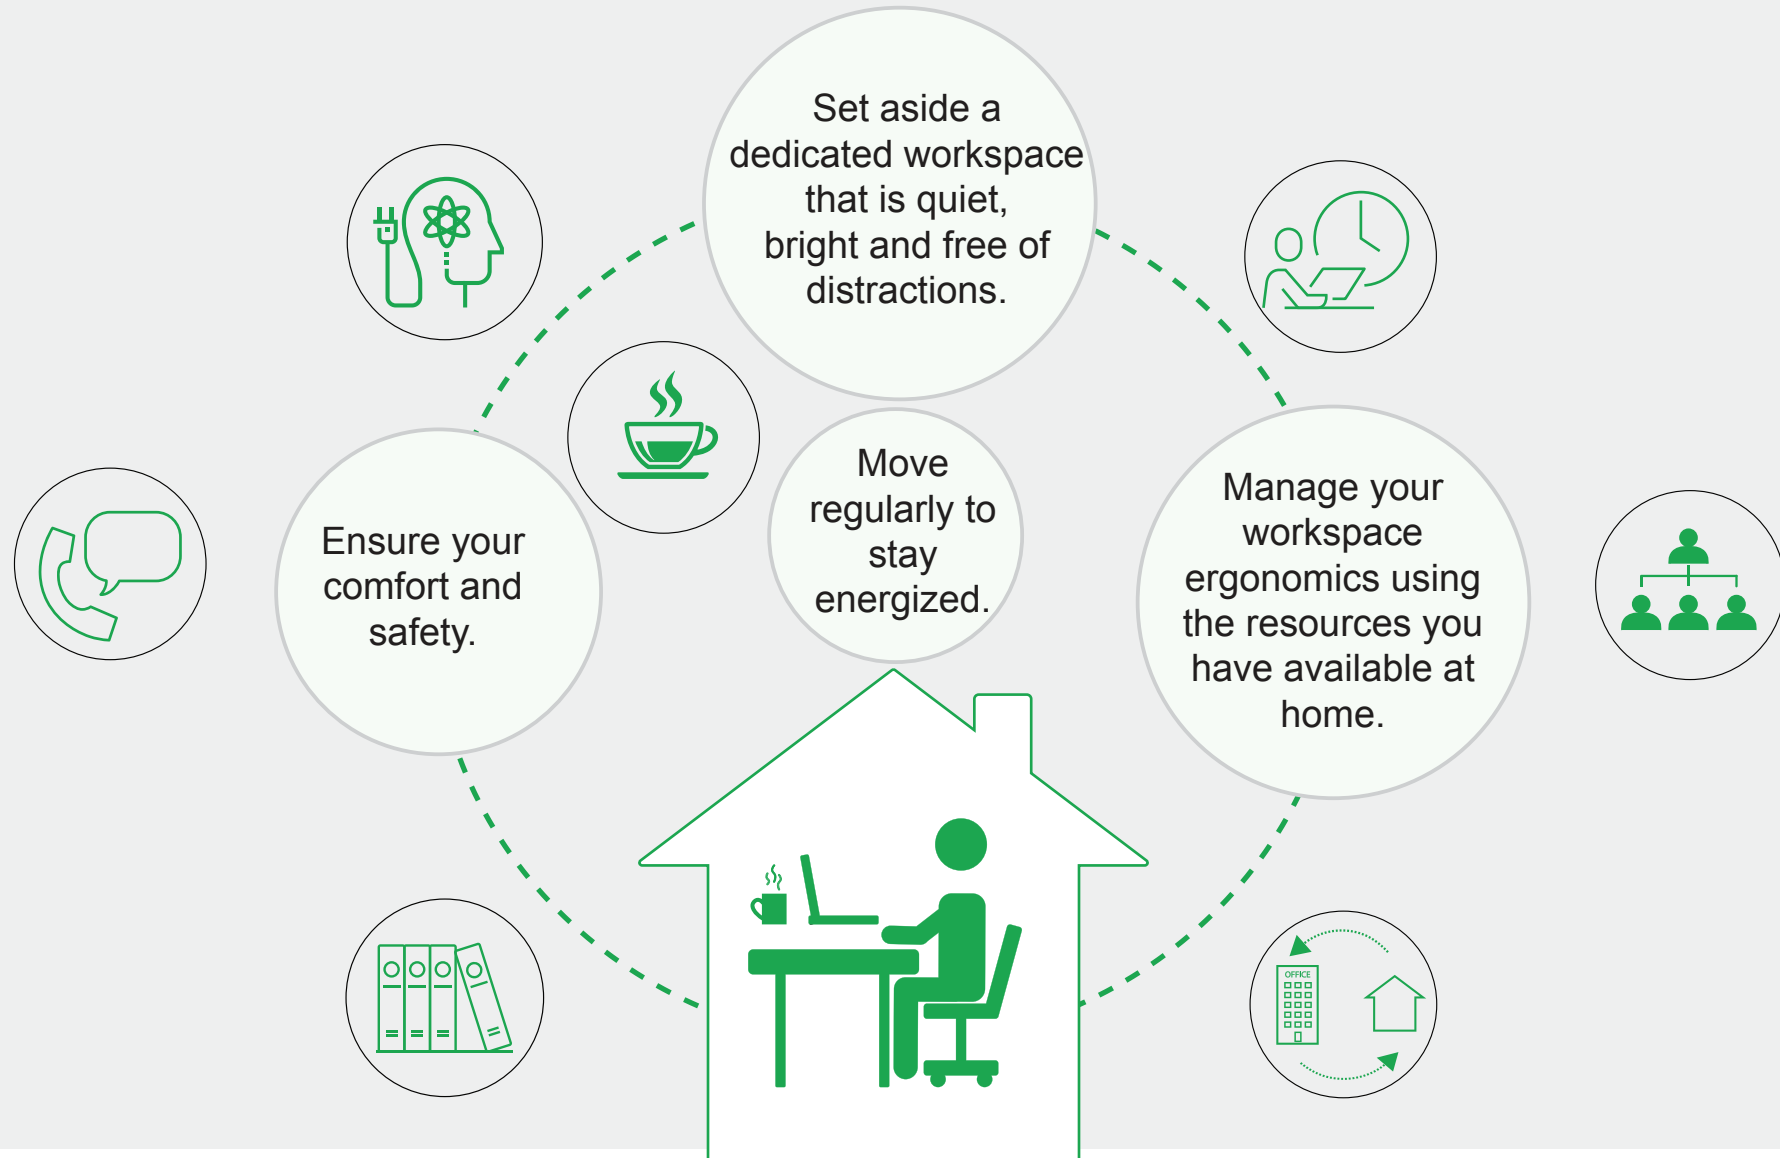 Set aside a
dedicated workspace
that is quiet,
bright and free of
distractions.
Ensure your
comfort and
safety.
Move
regularly to
stay
energized.
Manage your
workspace
ergonomics using
the resources you
have available at
home.
OFFICE